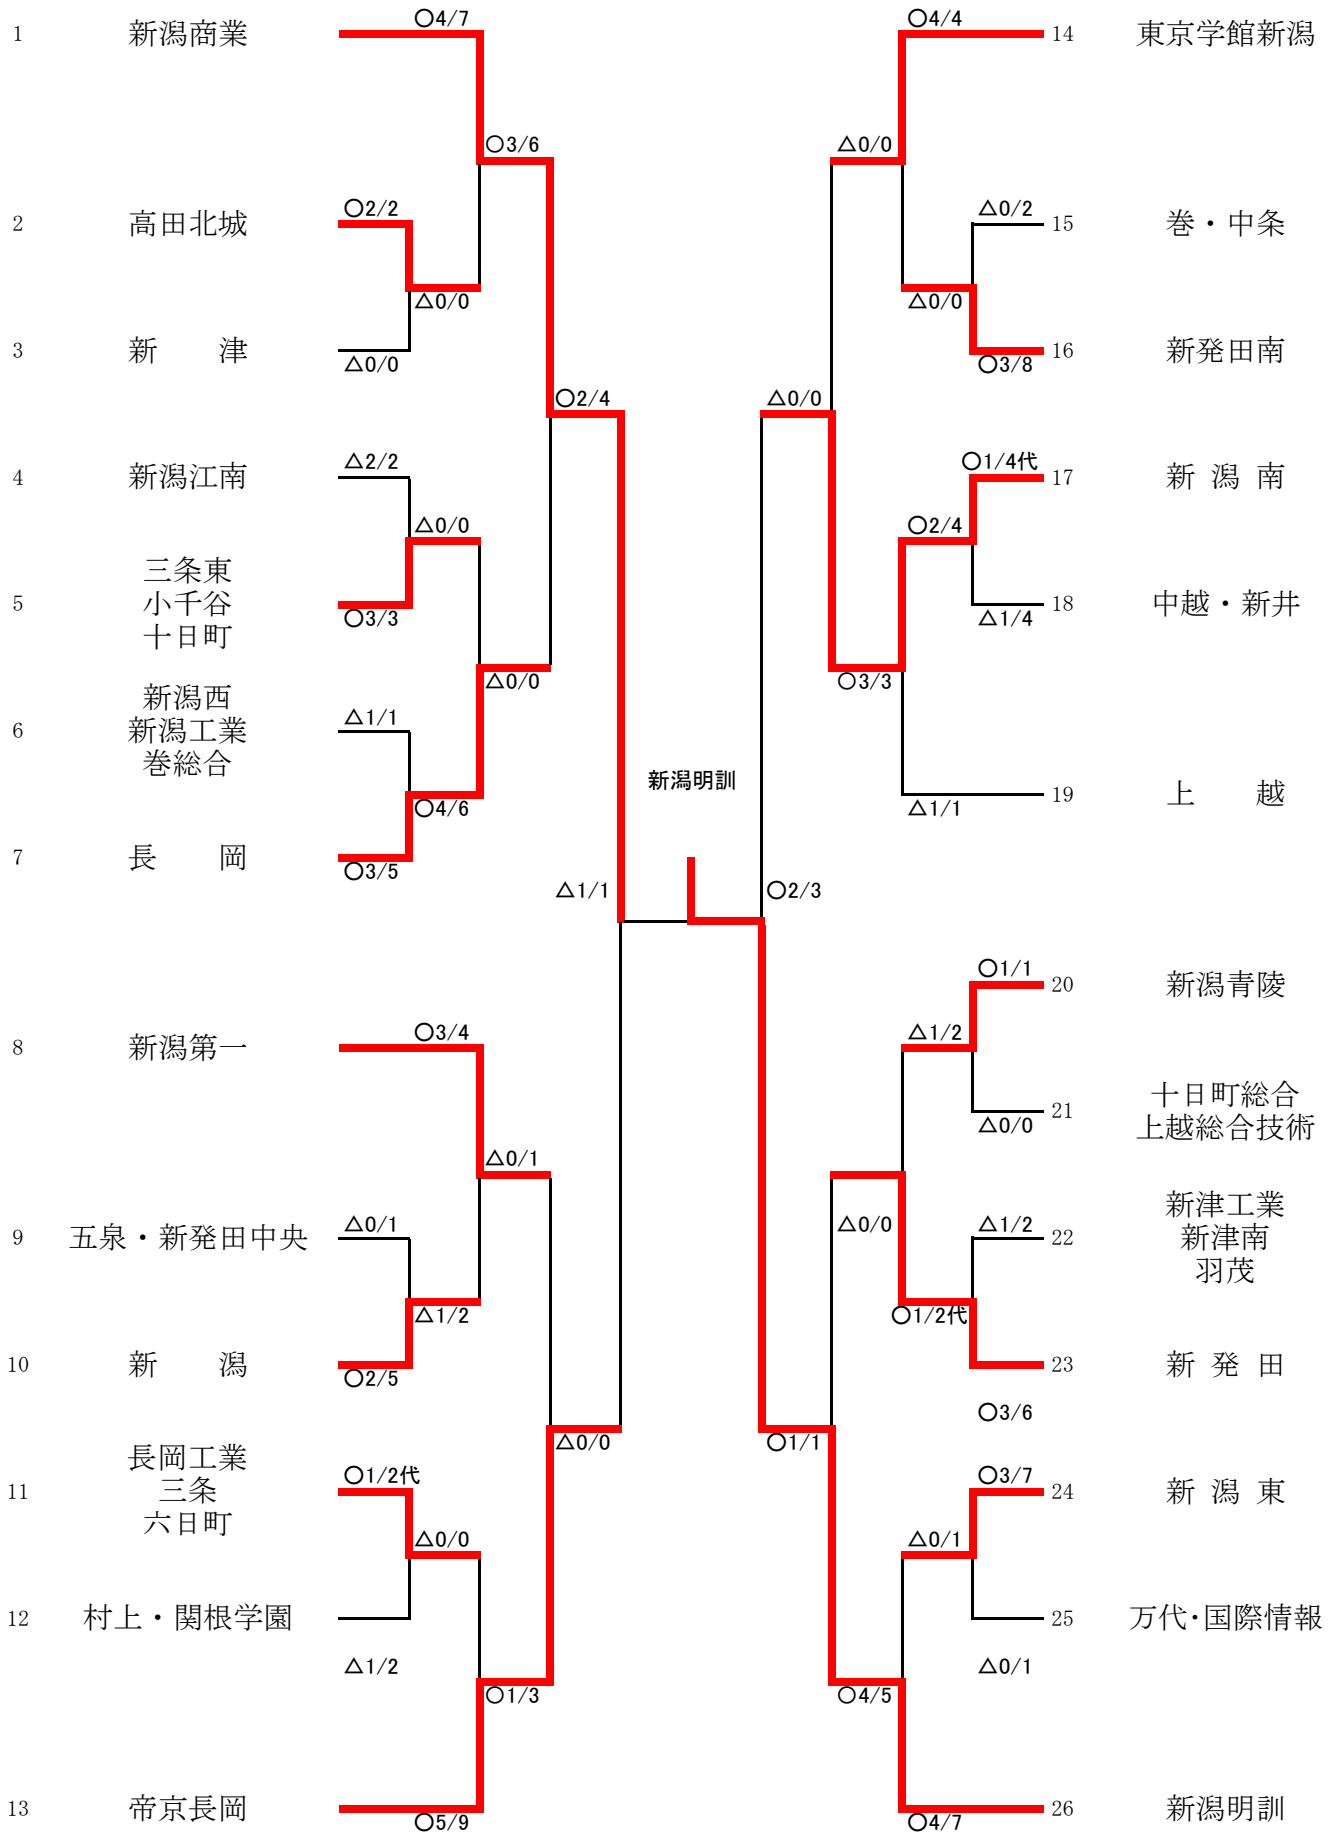 ○4/7
1 新潟商業
○3/6
○2/2
2 高田北城
△0/0
3 新　　津
△0/0
○2/4
△2/2
4 新潟江南
△0/0
三条東
5 小千谷
十日町
○3/3
△0/0
新潟西
△1/1
6 新潟工業
巻総合
○4/6
7 長　　岡
○3/5
△1/1
新潟明訓
○3/4
8 新潟第一
△0/1
△0/1
9 五泉・新発田中央
△1/2
10 新　　潟
○2/5
△0/0
長岡工業
○1/2代
11 三条
六日町
△0/0
12 村上・関根学園
△1/2
○1/3
13 帝京長岡
○5/9
○4/4
14 東京学館新潟
△0/0
△0/2
15 巻・中条
△0/0
16 新発田南
○3/8
△0/0
○1/4代
17 新 潟 南
○2/4
18 中越・新井
△1/4
○3/3
19 上　　越
△1/1
○2/3
○1/1
20 新潟青陵
△1/2
十日町総合
21
上越総合技術
△0/0
新津工業
△0/0
△1/2
22 新津南
羽茂
○1/2代
23 新 発 田
○3/6
○1/1
○3/7
24 新 潟 東
△0/1
25 万代・国際情報
△0/1
○4/5
26 新潟明訓
○4/7